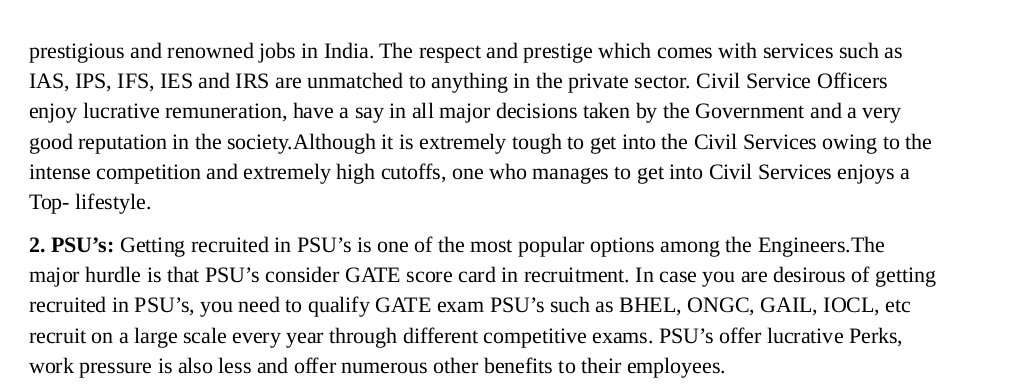 prestigious and renowned jobs in India. The respect and prestige which comes with services such as
IAS, IPS, IFS, IES and IRS are unmatched to anything in the private sector. Civil Service Officers
enjoy lucrative remuneration, have a say in all major decisions taken by the Government and a very
good reputation in the society.Although it is extremely tough to get into the Civil Services owing to the
intense competition and extremely high cutoffs, one who manages to get into Civil Services enjoys a
Top- lifestyle.
2. PSU’s: Getting recruited in PSU’s is one of the most popular options among the Engineers.The
major hurdle is that PSU’s consider GATE score card in recruitment. In case you are desirous of getting
recruited in PSU’s, you need to qualify GATE exam PSU’s such as BHEL, ONGC, GAIL, IOCL, etc
recruit on a large scale every year through different competitive exams. PSU’s offer lucrative Perks,
work pressure is also less and offer numerous other benefits to their employees.